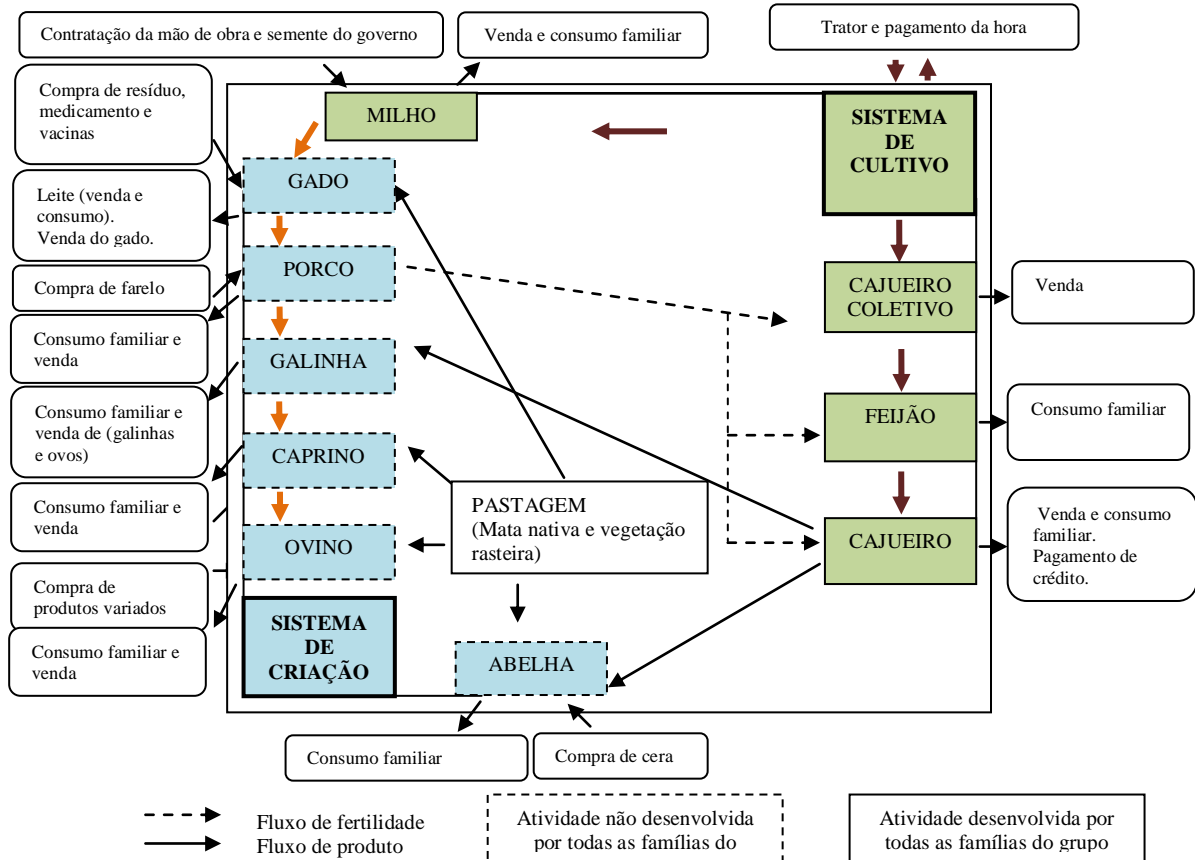 Contratação da mão de obra e semente do governo
Venda e consumo familiar
Trator e pagamento da hora
Compra de resíduo,
medicamento e
vacinas
MILHO
SISTEMA
DE
CULTIVO
GADO
Leite (venda e
consumo).
Venda do gado.
PORCO
Compra de farelo
CAJUEIRO
COLETIVO
Venda
Consumo familiar e
venda
GALINHA
Consumo familiar e
venda de (galinhas
e ovos)
FEIJÃO
Consumo familiar
CAPRINO
Consumo familiar e
venda
PASTAGEM
(Mata nativa e vegetação
rasteira)
OVINO
CAJUEIRO
Venda e consumo
familiar.
Pagamento de
crédito.
Compra de
produtos variados
Consumo familiar e
venda
SISTEMA
DE
CRIAÇÃO
ABELHA
Consumo familiar
Compra de cera
Fluxo de fertilidade
Fluxo de produto
Atividade não desenvolvida
por todas as famílias do
Atividade desenvolvida por
todas as famílias do grupo